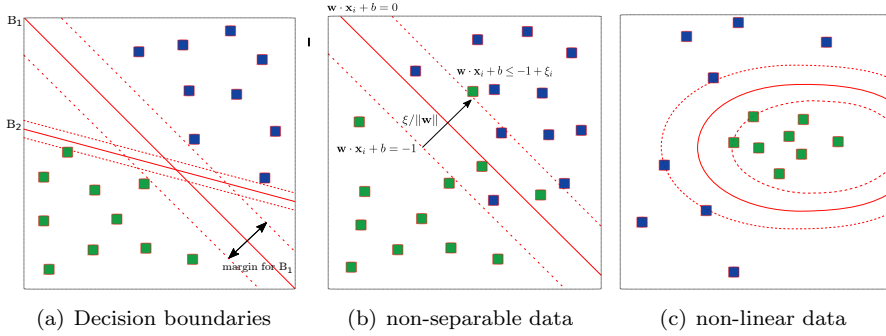 B₁
B₂
margin for B₁
(a) Decision boundaries
w · xᵢ + b = 0
w · xᵢ + b ≤ −1 + ξᵢ
ξ/||w||
w · xᵢ + b = −1
(b) non-separable data
(c) non-linear data